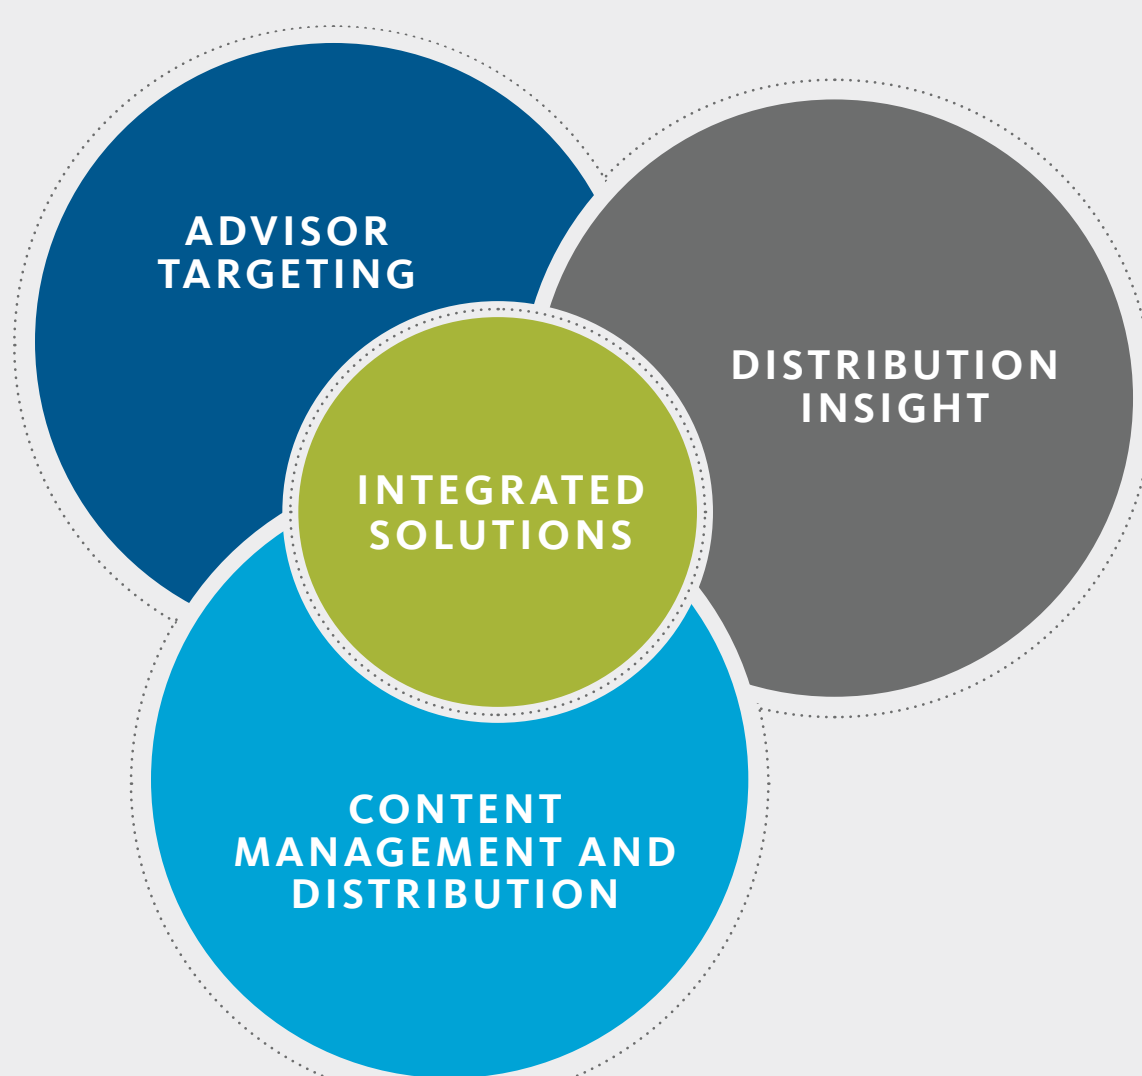 ADVISOR
TARGETING
DISTRIBUTION
INSIGHT
INTEGRATED
SOLUTIONS
CONTENT
MANAGEMENT AND
DISTRIBUTION